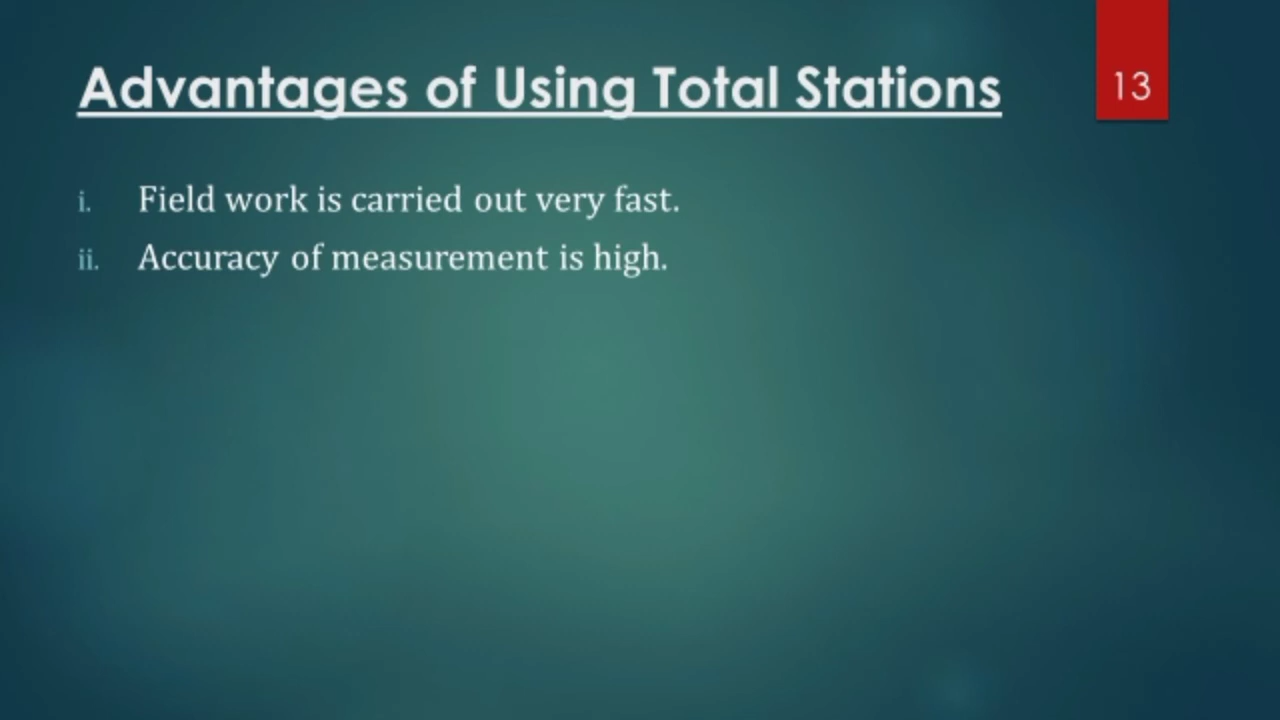 Advantages of Using Total Stations
13
i. Field work is carried out very fast.
ii. Accuracy of measurement is high.